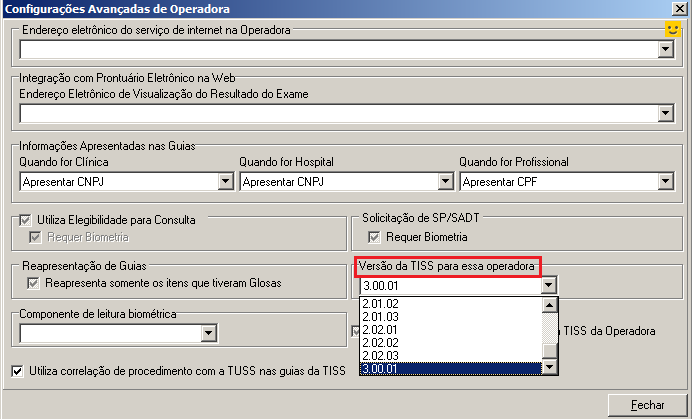 Configurações Avançadas de Operadora
Endereço eletrônico do serviço de internet na Operadora
Integração com Prontuário Eletrônico na Web
Endereço Eletrônico de Visualização do Resultado do Exame
Informações Apresentadas nas Guias
Quando for Clínica Quando for Hospital Quando for Profissional
Apresentar CNPJ Apresentar CNPJ Apresentar CPF
Utiliza Elegibilidade para Consulta Solicitação de SP/SADT
Requer Biometria Requer Biometria
Reapresentação de Guias Versão da TISS para essa operadora
Reapresenta somente os itens que tiveram Glosas 3.00.01
2.01.02
2.01.03
Componente de leitura biométrica
2.02.01
2.02.02 TISS da Operadora
2.02.03
Utiliza correlação de procedimento com a TUSS nas guias da TISS 3.00.01
Fechar